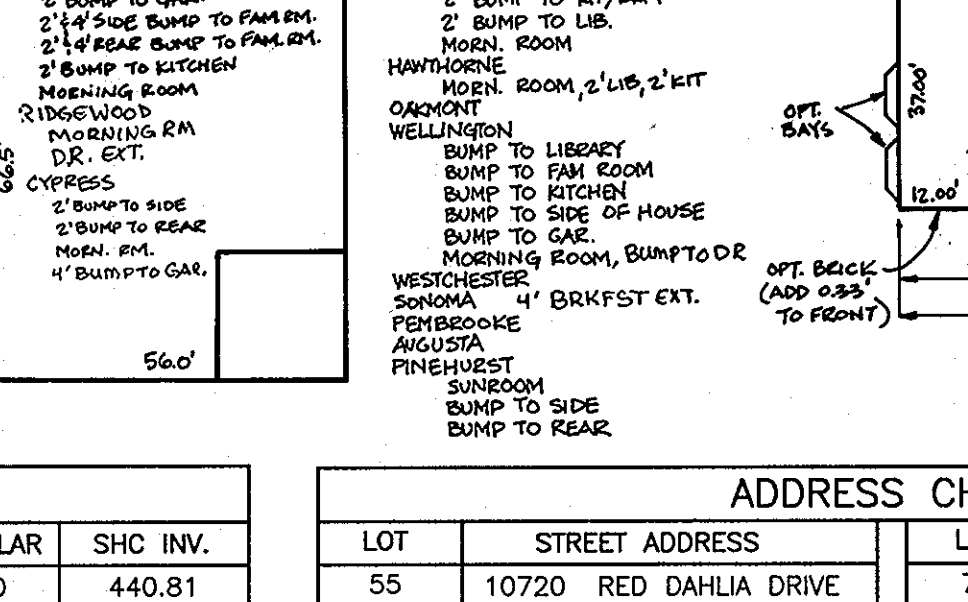 2'&4' SIDE BUMP TO FAM RM.
2'&4' REAR BUMP TO FAM. RM.
2' BUMP TO KITCHEN
MORNING ROOM
RIDGEWOOD
MORNING RM
D.R. EXT.
66.5'
CYPRESS
2' BUMP TO SIDE
2' BUMP TO REAR
MORN. RM.
4' BUMP TO GAR.
56.0'
2' BUMP TO LIB.
MORN. ROOM
HAWTHORNE
MORN. ROOM, 2' LIB, 2' KIT
OAKMONT
WELLINGTON
BUMP TO LIBRARY
BUMP TO FAM ROOM
BUMP TO KITCHEN
BUMP TO SIDE OF HOUSE
BUMP TO GAR.
MORNING ROOM, BUMP TO DR
WESTCHESTER
SONOMA 4' BRKFST EXT.
PEMBROOKE
AUGUSTA
PINEHURST
SUNROOM
BUMP TO SIDE
BUMP TO REAR
OPT.
BAYS
37.00'
12.00'
OPT. BRICK
(ADD 0.33'
TO FRONT)
SHC INV.
440.81
ADDRESS
LOT STREET ADDRESS
55 10720 RED DAHLIA DRIVE